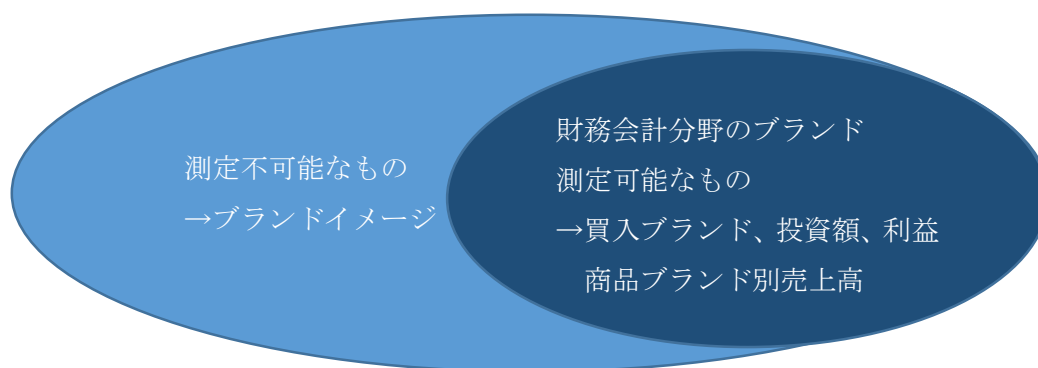 測定不可能なもの
→ブランドイメージ
財務会計分野のブランド
測定可能なもの
→買入ブランド、投資額、利益
商品ブランド別売上高